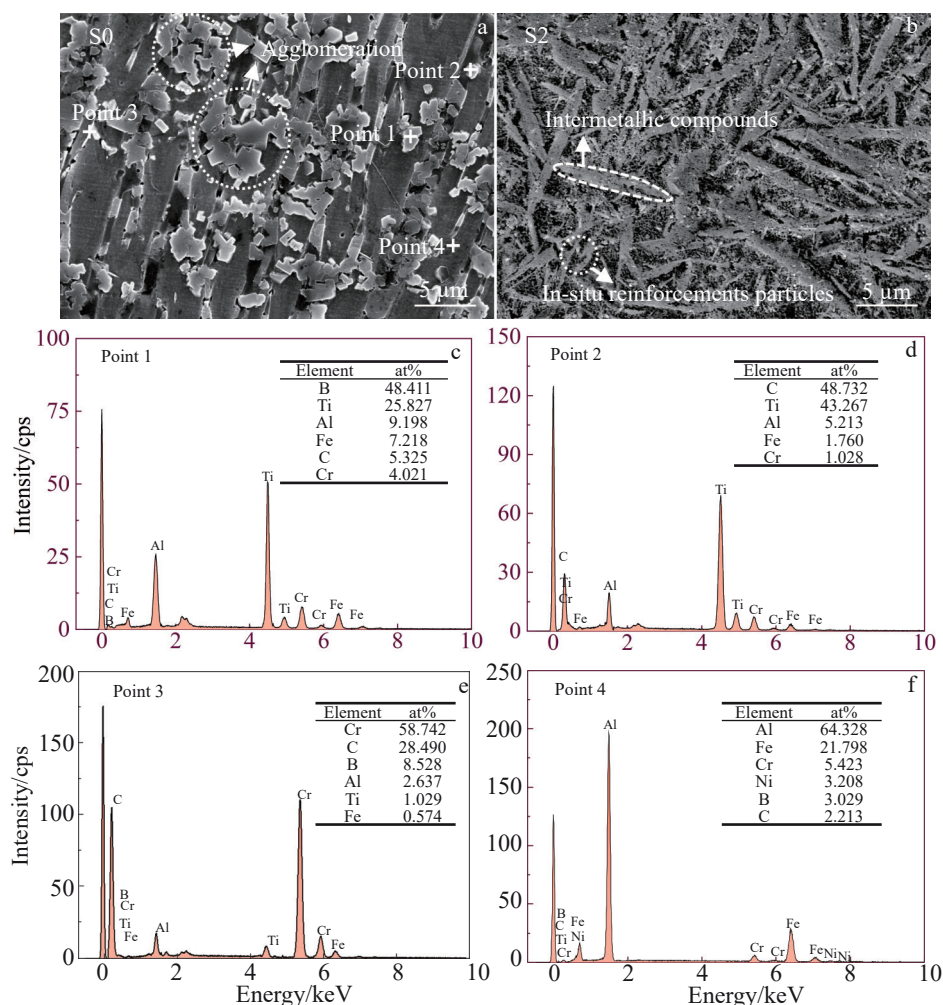 S0
a
Agglomeration
Point 2
Point 3
Point 1
Point 4
5 μm
S2
b
Intermetallic compounds
In-situ reinforcements particles
5 μm
Point 1
c
Element at%
B 48.411
Ti 25.827
Al 9.198
Fe 7.218
C 5.325
Cr 4.021
100
75
50
25
0
Intensity/cps
Cr
Ti
C
B
Fe
Al
Ti
Ti
Cr
Cr
Fe
Fe
0 2 4 6 8 10
Point 2
d
Element at%
C 48.732
Ti 43.267
Al 5.213
Fe 1.760
Cr 1.028
150
120
90
60
30
0
C
Ti
Cr
Fe
Al
Ti
Ti
Cr
Cr
Fe
Fe
0 2 4 6 8 10
Point 3
e
Element at%
Cr 58.742
C 28.490
B 8.528
Al 2.637
Ti 1.029
Fe 0.574
200
150
100
50
0
Intensity/cps
C
B
Cr
Ti
Fe
Al
Ti
Cr
Cr
Fe
0 2 4 6 8 10
Energy/keV
Point 4
f
Element at%
Al 64.328
Fe 21.798
Cr 5.423
Ni 3.208
B 3.029
C 2.213
250
200
150
100
50
0
B
C
Ti
Cr
Fe
Ni
Al
Cr
Cr
Fe
Fe
Ni
Ni
0 2 4 6 8 10
Energy/keV